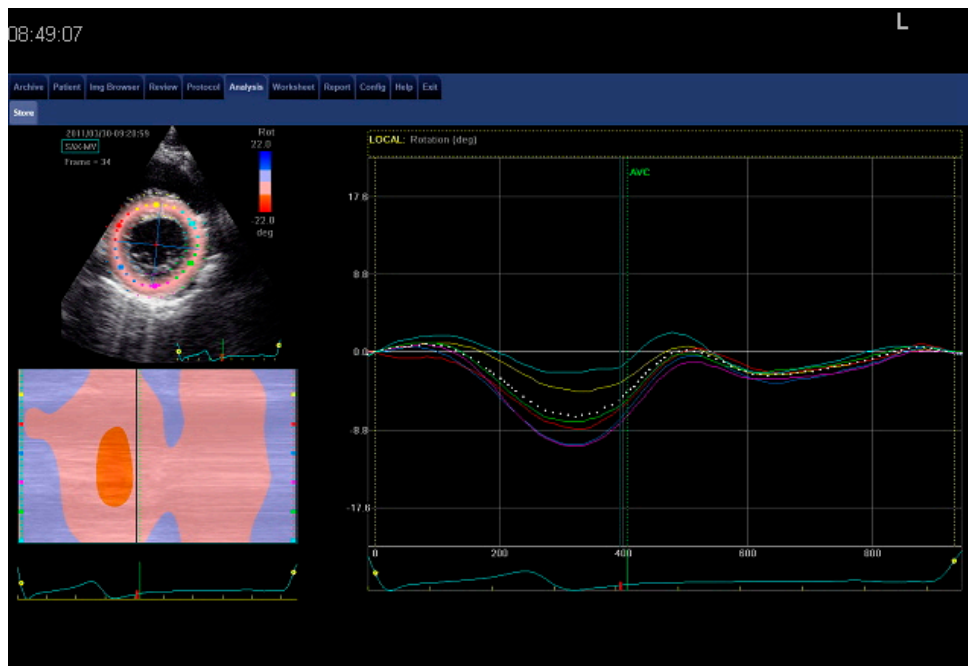 L
08:49:07
Archive Patient Img Browser Review Protocol Analysis Worksheet Report Config Help Exit
Store
2011/03/30-09:20:59
SAX-MV
Frame = 34
Rot
22.0
-22.0
deg
LOCAL: Rotation (deg)
AVC
17.6
8.8
0.0
-8.8
-17.6
0 200 400 600 800